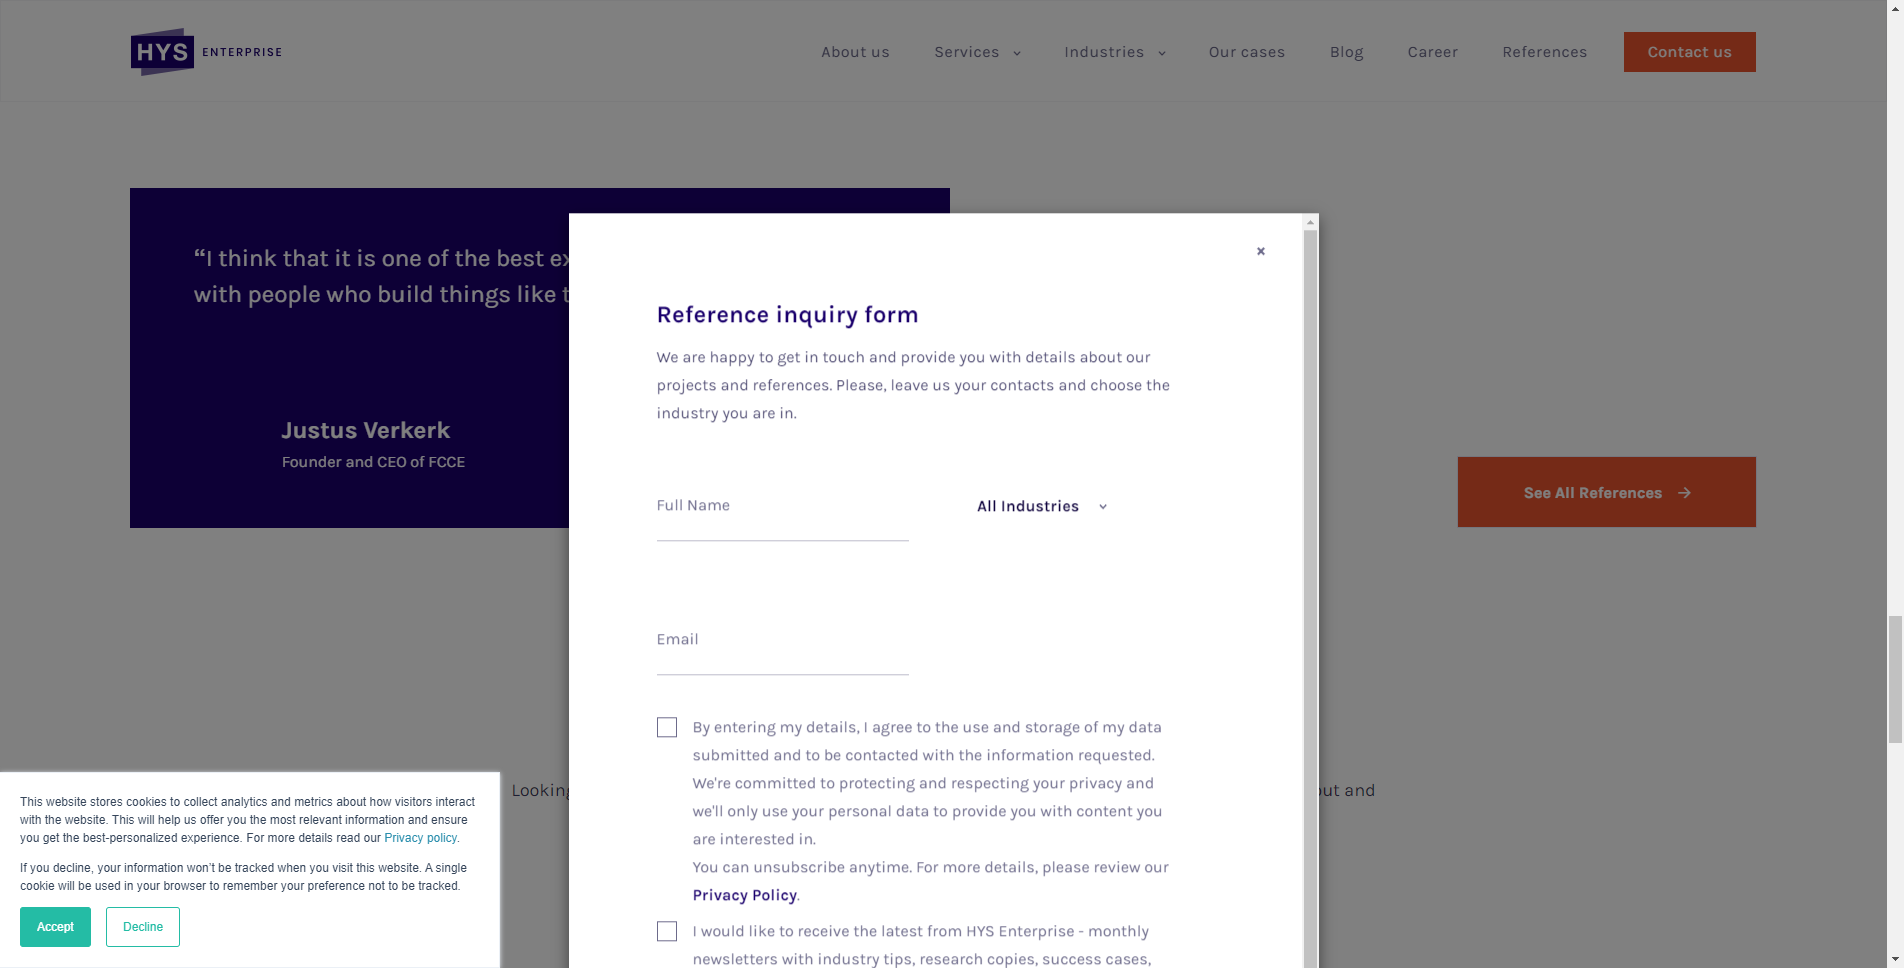 HYS ENTERPRISE
About us
Services
Industries
Our cases
Blog
Career
References
Contact us
“I think that it is one of the best
with people who build things like
Justus Verkerk
Founder and CEO of FCCE
See All References
×
Reference inquiry form
We are happy to get in touch and provide you with details about our
projects and references. Please, leave us your contacts and choose the
industry you are in.
Full Name
All Industries
Email
By entering my details, I agree to the use and storage of my data
submitted and to be contacted with the information requested.
We're committed to protecting and respecting your privacy and
we'll only use your personal data to provide you with content you
are interested in.
You can unsubscribe anytime. For more details, please review our
Privacy Policy.
I would like to receive the latest from HYS Enterprise - monthly
newsletters with industry tips, research copies, success cases,
Looking
and
This website stores cookies to collect analytics and metrics about how visitors interact
with the website. This will help us offer you the most relevant information and ensure
you get the best-personalized experience. For more details read our Privacy policy.
If you decline, your information won’t be tracked when you visit this website. A single
cookie will be used in your browser to remember your preference not to be tracked.
Accept
Decline